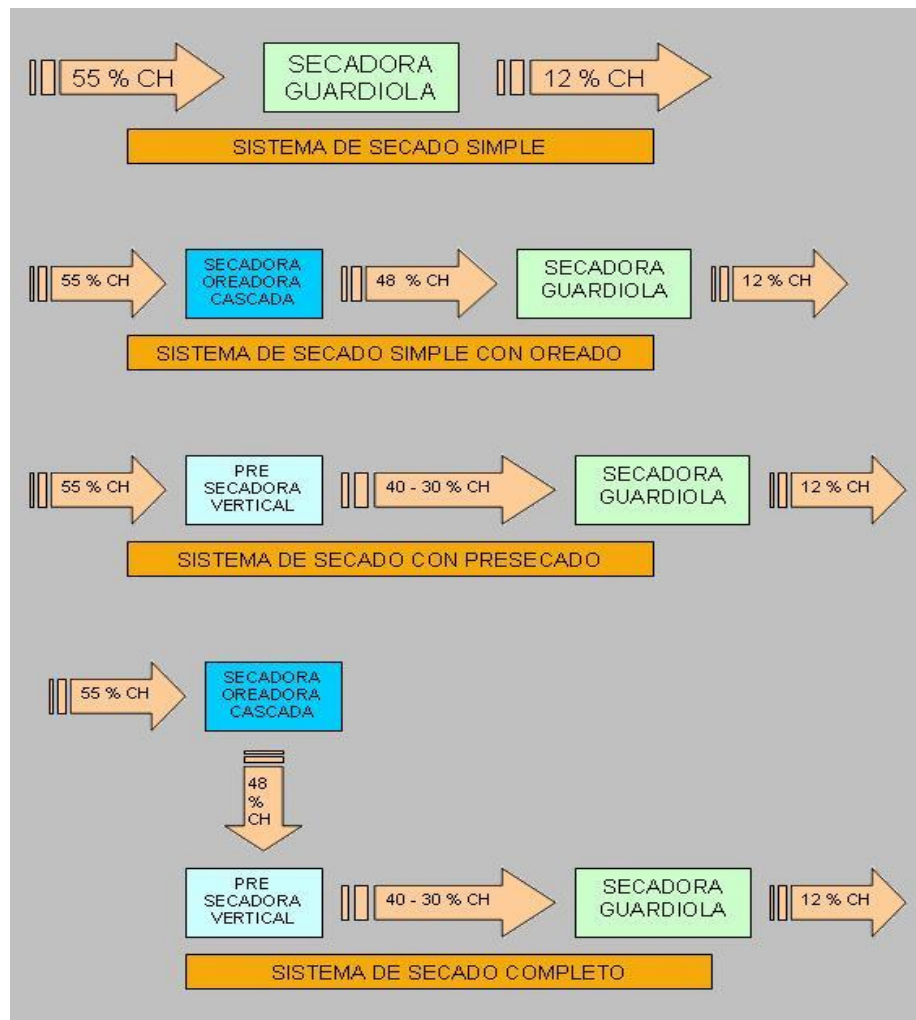 55 % CH
SECADORA
GUARDIOLA
12 % CH
SISTEMA DE SECADO SIMPLE
55 % CH
SECADORA
OREADORA
CASCADA
48 % CH
SECADORA
GUARDIOLA
12 % CH
SISTEMA DE SECADO SIMPLE CON OREADO
55 % CH
PRE
SECADORA
VERTICAL
40 - 30 % CH
SECADORA
GUARDIOLA
12 % CH
SISTEMA DE SECADO CON PRESECADO
55 % CH
SECADORA
OREADORA
CASCADA
48
%
CH
PRE
SECADORA
VERTICAL
40 - 30 % CH
SECADORA
GUARDIOLA
12 % CH
SISTEMA DE SECADO COMPLETO